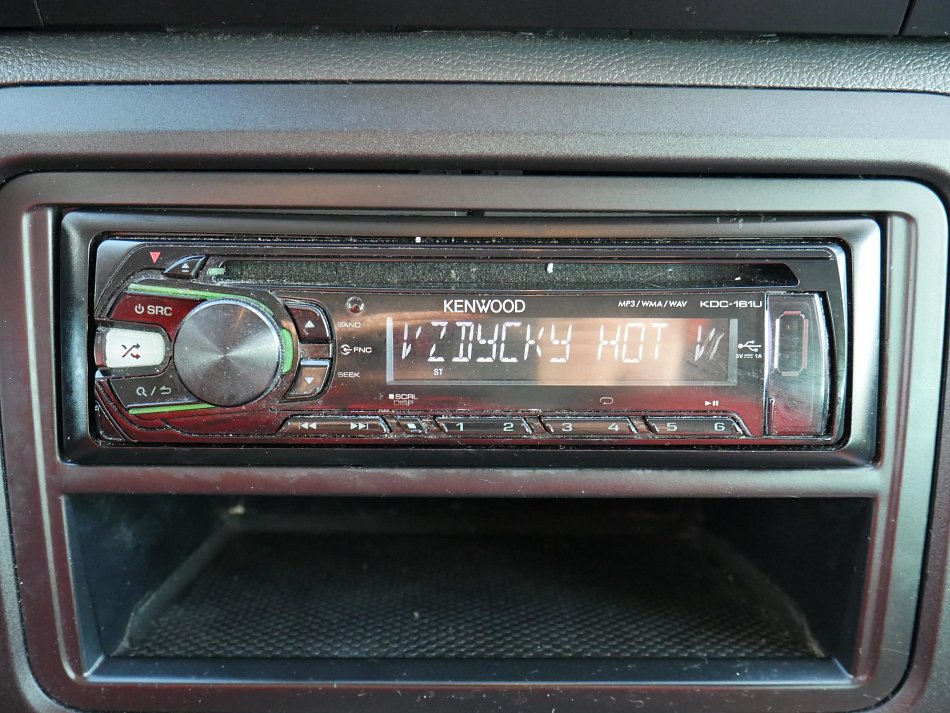 KENWOOD
MP3/WMA/WAV KDC-161U
SRC
BAND
VZDYCKY HOT
FNC
5V 1A
SEEK
ST
SCRL
DISP
1 2 3 4 5 6